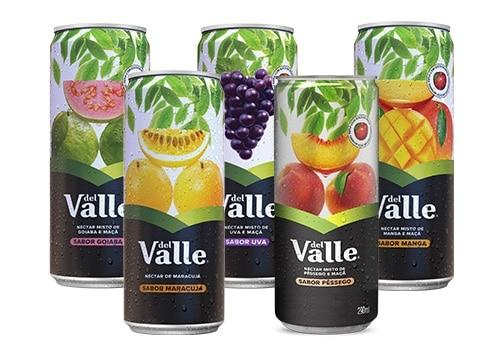 del
Valle
NÉCTAR MISTO DE
GOIABA E MAÇÃ
SABOR GOIABA
del
Valle
NÉCTAR MISTO DE
UVA E MAÇÃ
SABOR UVA
del
Valle
NÉCTAR MISTO DE
MANGA E MAÇÃ
SABOR MANGA
del
Valle
NÉCTAR DE MARACUJÁ
SABOR MARACUJÁ
del
Valle
NÉCTAR MISTO DE
PÊSSEGO E MAÇÃ
SABOR PÊSSEGO
290ml